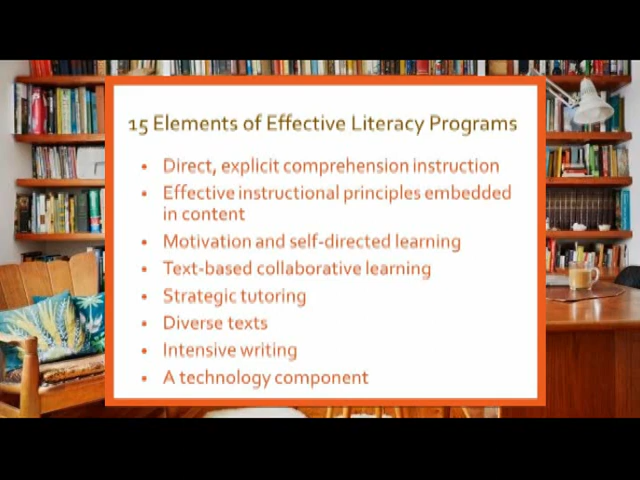 15 Elements of Effective Literacy Programs
• Direct, explicit comprehension instruction
• Effective instructional principles embedded
in content
• Motivation and self-directed learning
• Text-based collaborative learning
• Strategic tutoring
• Diverse texts
• Intensive writing
• A technology component